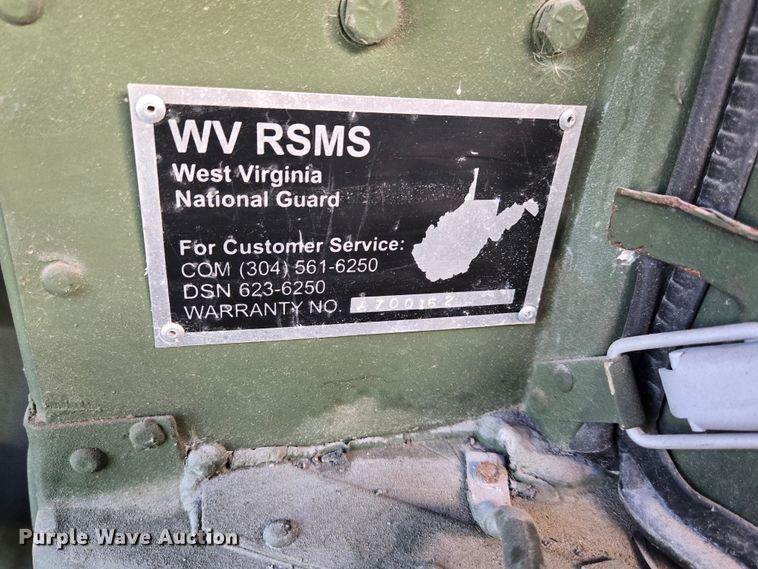 WV RSMS
West Virginia
National Guard
For Customer Service:
COM (304) 561-6250
DSN 623-6250
WARRANTY NO.
Purple Wave Auction